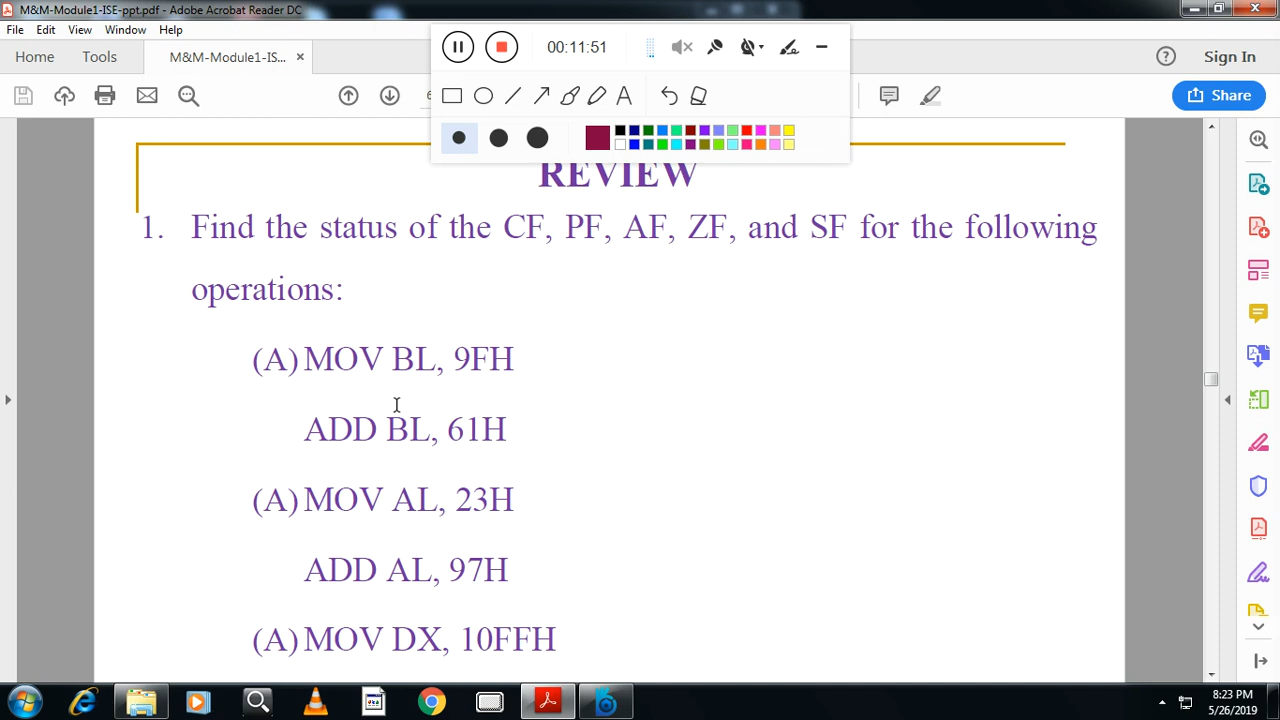 M&M-Module1-ISE-ppt.pdf - Adobe Acrobat Reader DC
File Edit View Window Help
00:11:51
Home Tools M&M-Module1-IS... × Sign In
Share
REVIEW
1. Find the status of the CF, PF, AF, ZF, and SF for the following
operations:
(A) MOV BL, 9FH
ADD BL, 61H
(A) MOV AL, 23H
ADD AL, 97H
(A) MOV DX, 10FFH
8:23 PM
5/26/2019